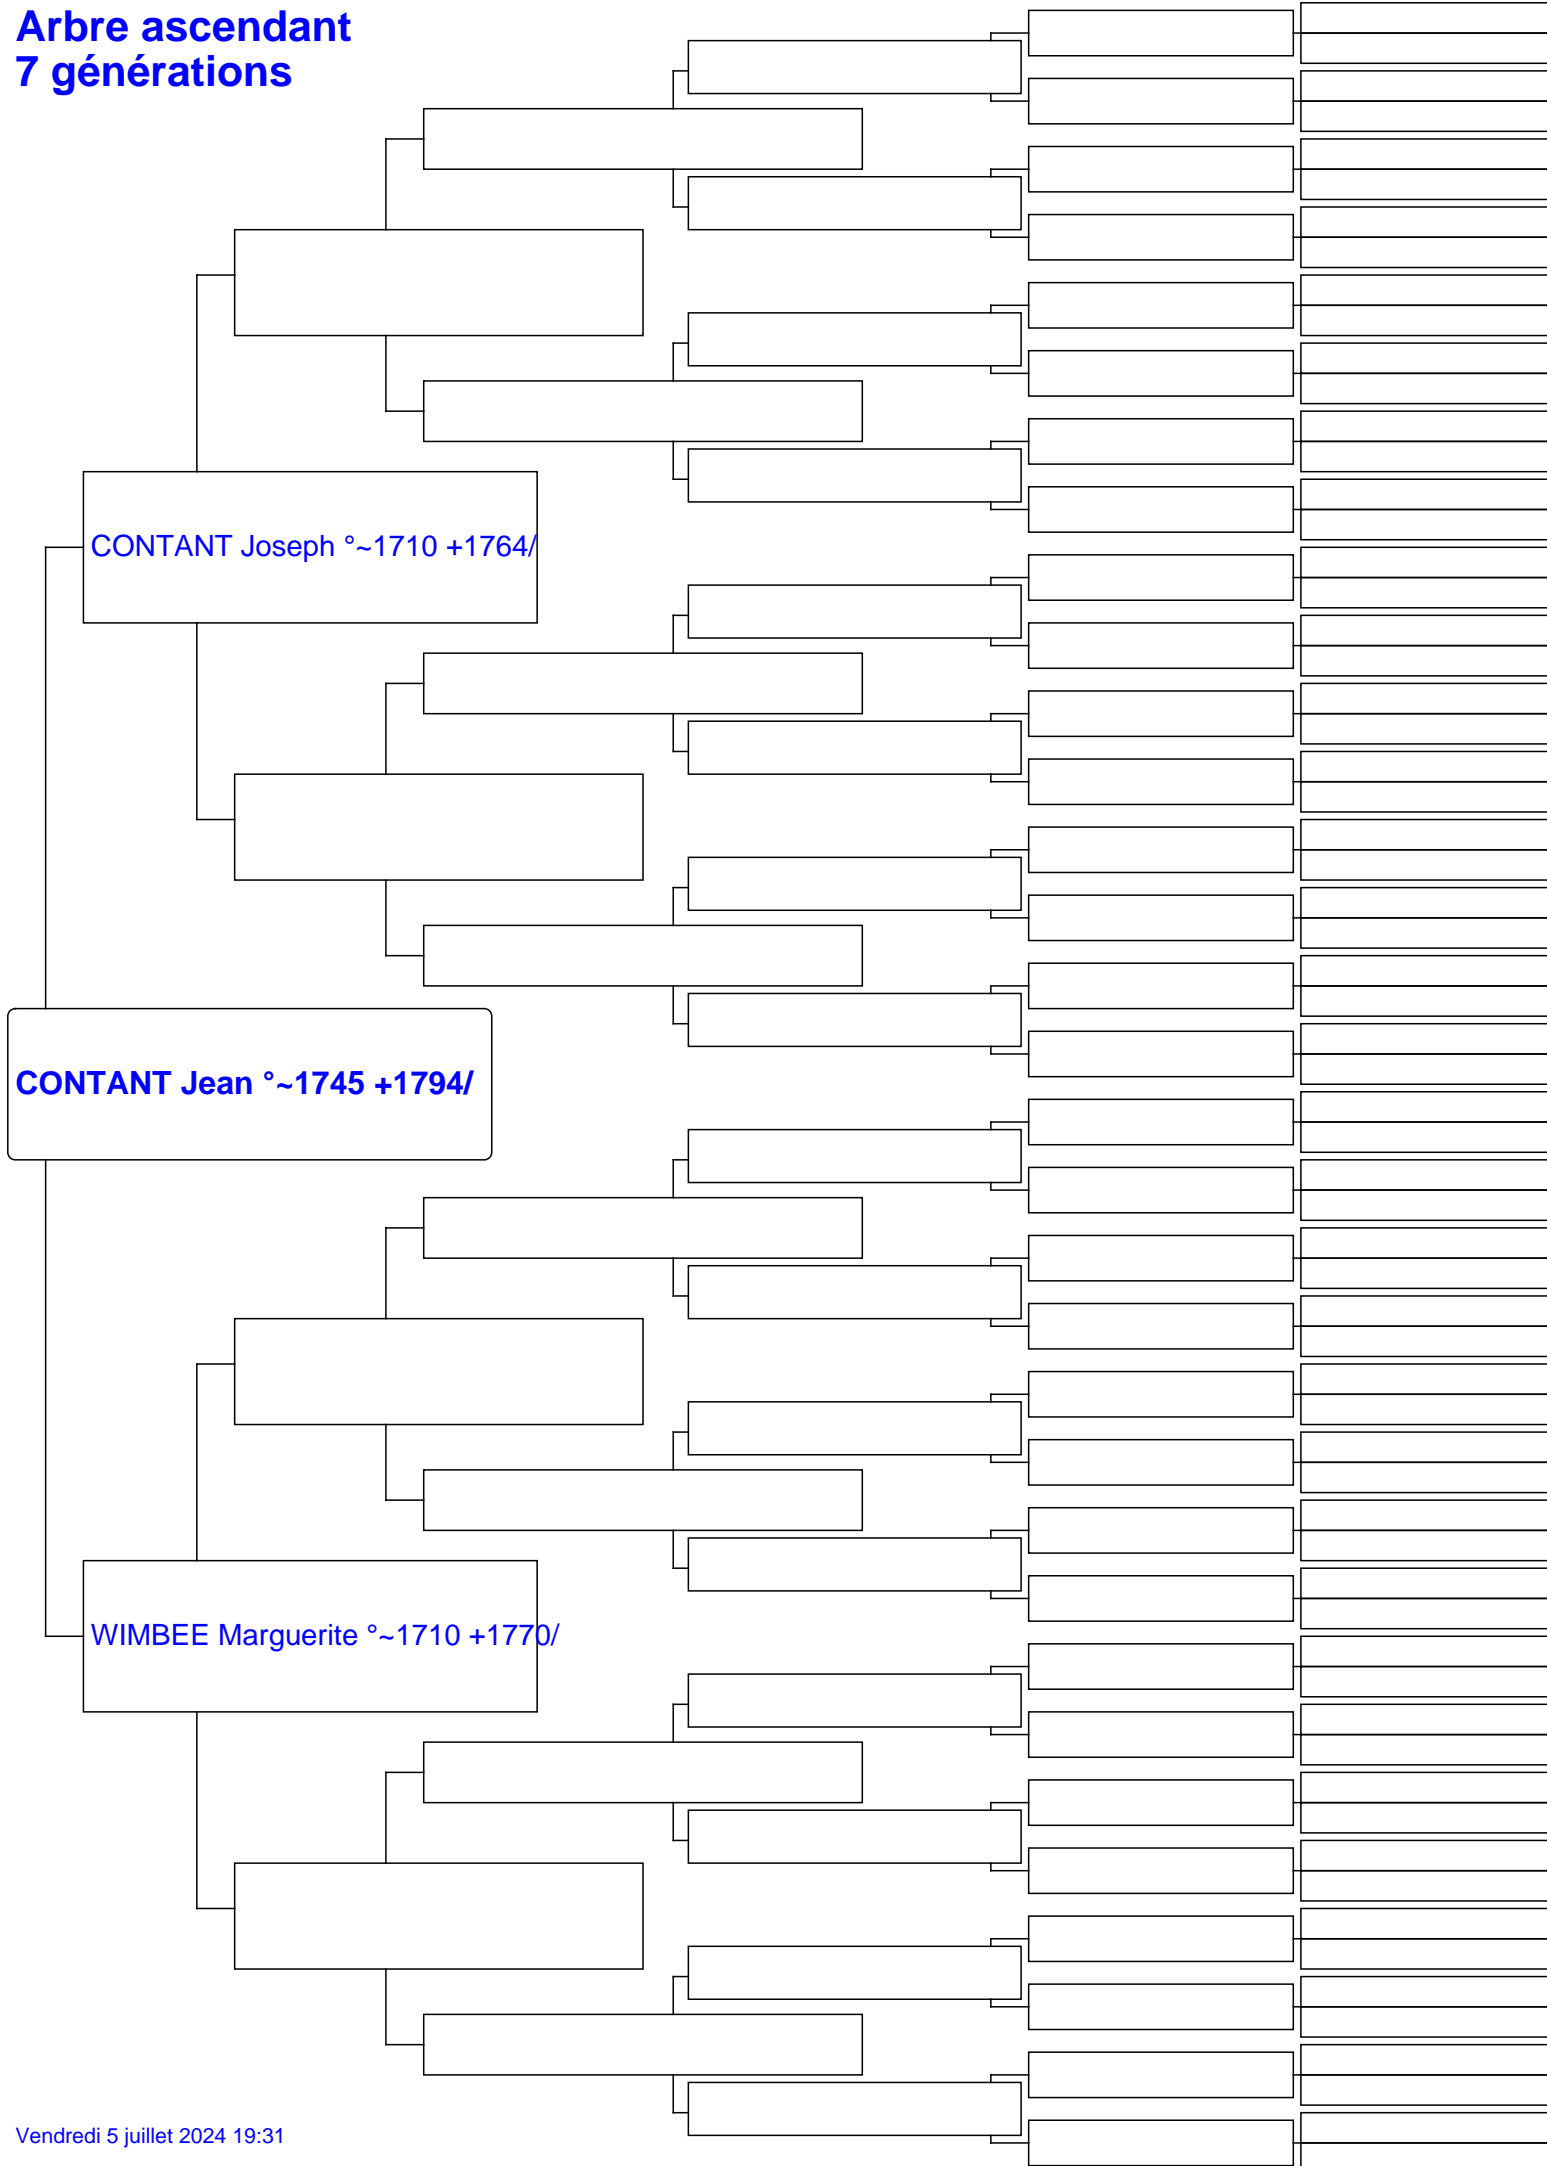 Arbre ascendant
7 générations
CONTANT Joseph °~1710 +1764/
CONTANT Jean °~1745 +1794/
WIMBEE Marguerite °~1710 +1770/
Vendredi 5 juillet 2024 19:31